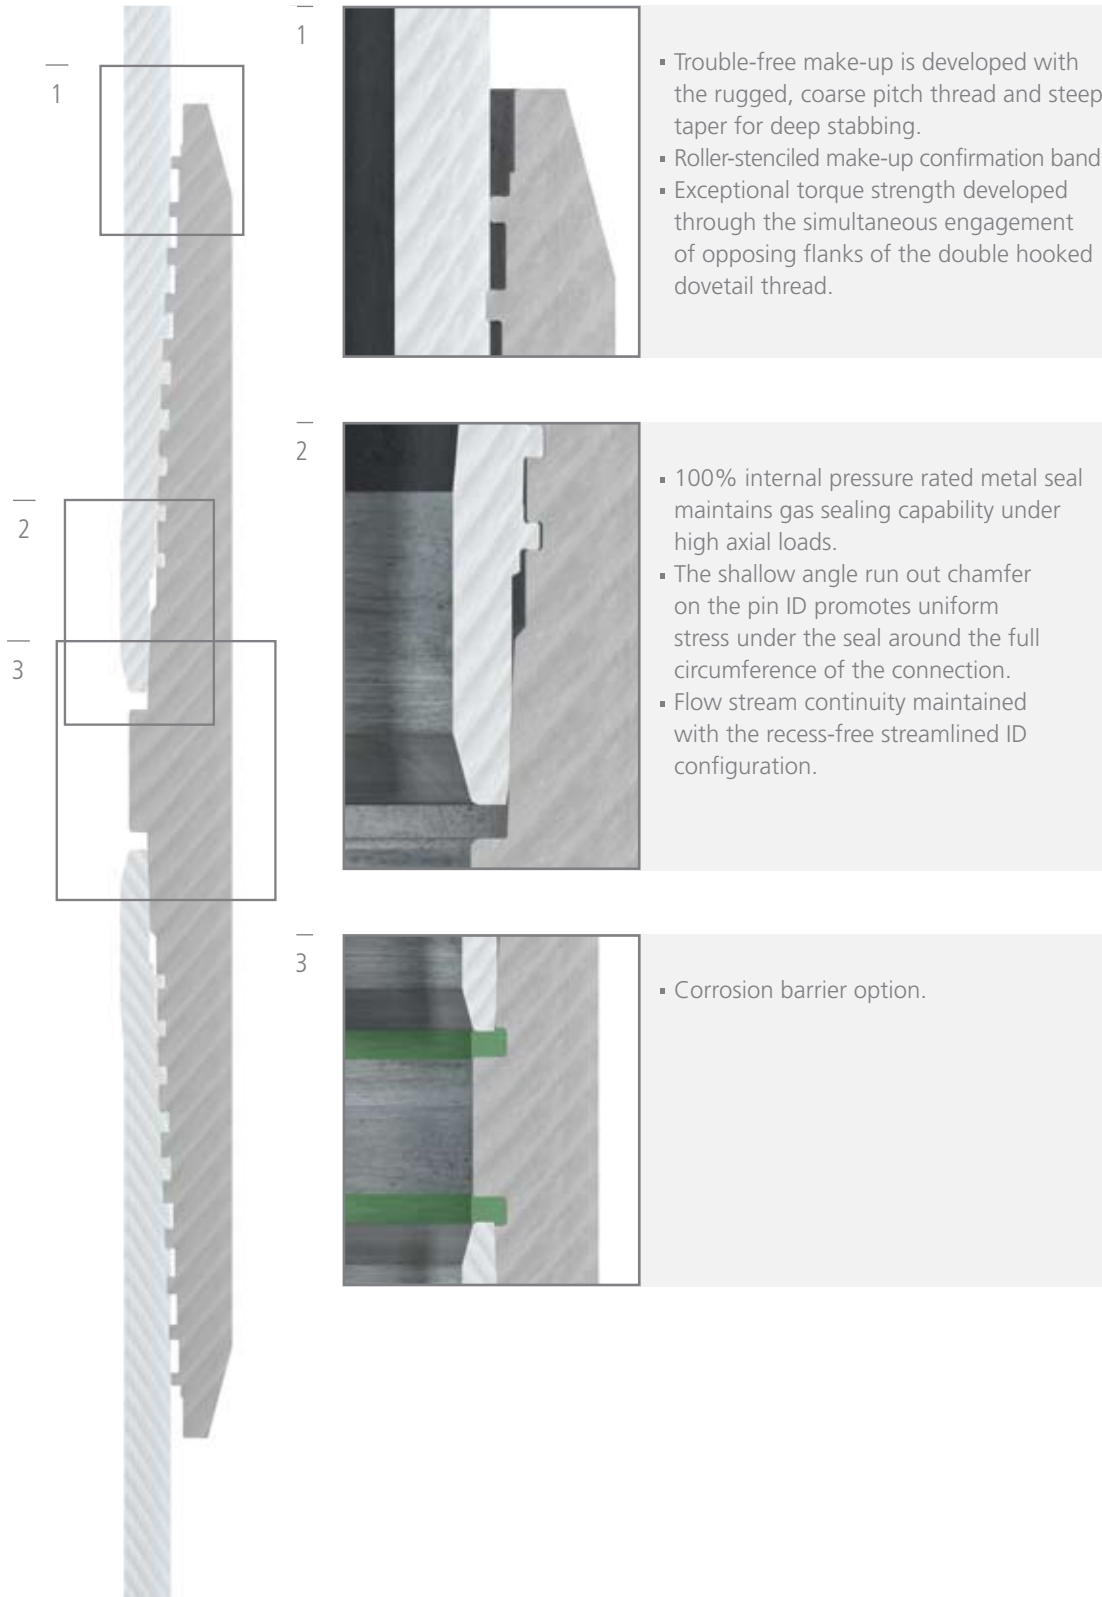 1
2
3
1
▪ Trouble-free make-up is developed with
the rugged, coarse pitch thread and steep
taper for deep stabbing.
▪ Roller-stenciled make-up confirmation band
▪ Exceptional torque strength developed
through the simultaneous engagement
of opposing flanks of the double hooked
dovetail thread.
2
▪ 100% internal pressure rated metal seal
maintains gas sealing capability under
high axial loads.
▪ The shallow angle run out chamfer
on the pin ID promotes uniform
stress under the seal around the full
circumference of the connection.
▪ Flow stream continuity maintained
with the recess-free streamlined ID
configuration.
3
▪ Corrosion barrier option.